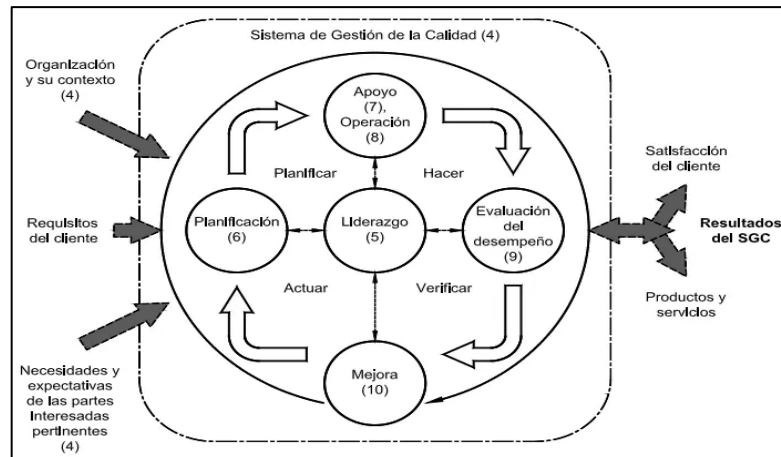 Sistema de Gestión de la Calidad (4)
Organización
y su contexto
(4)
Apoyo
(7),
Operación
(8)
Planificar
Hacer
Satisfacción
del cliente
Requisitos
del cliente
Planificación
(6)
Liderazgo
(5)
Evaluación
del
desempeño
(9)
Resultados
del SGC
Actuar
Verificar
Productos y
servicios
Mejora
(10)
Necesidades y
expectativas
de las partes
interesadas
pertinentes
(4)